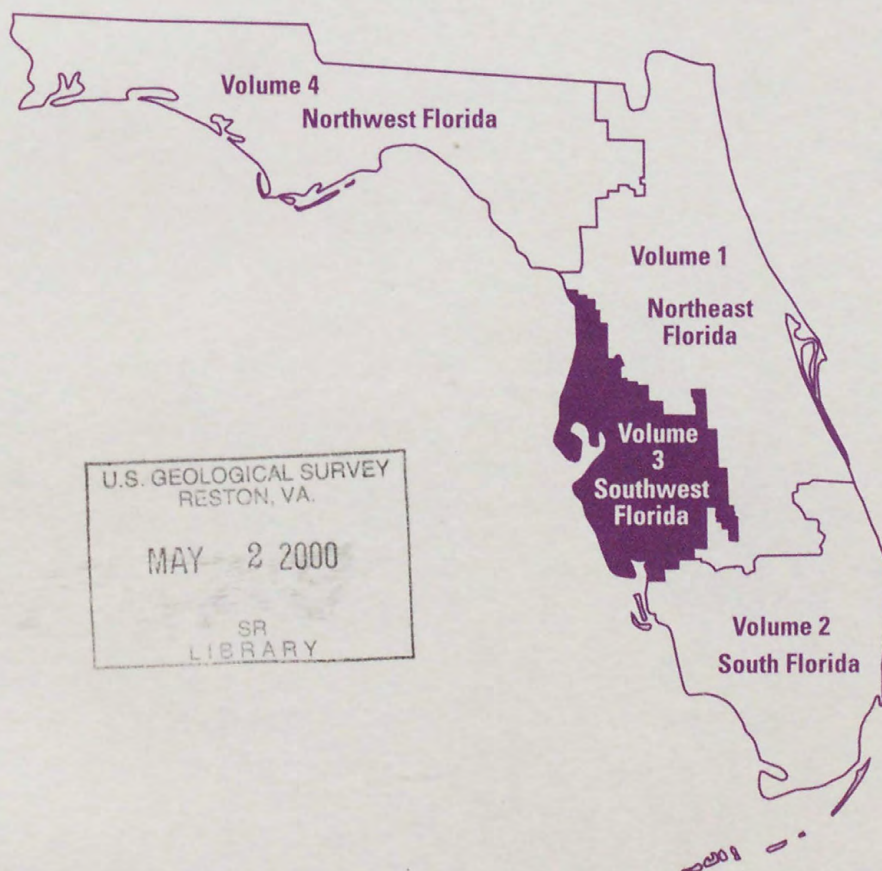 Volume 4
Northwest Florida
Volume 1
Northeast
Florida
Volume
3
Southwest
Florida
U.S. GEOLOGICAL SURVEY
RESTON, VA.
MAY 2 2000
SR
LIBRARY
Volume 2
South Florida